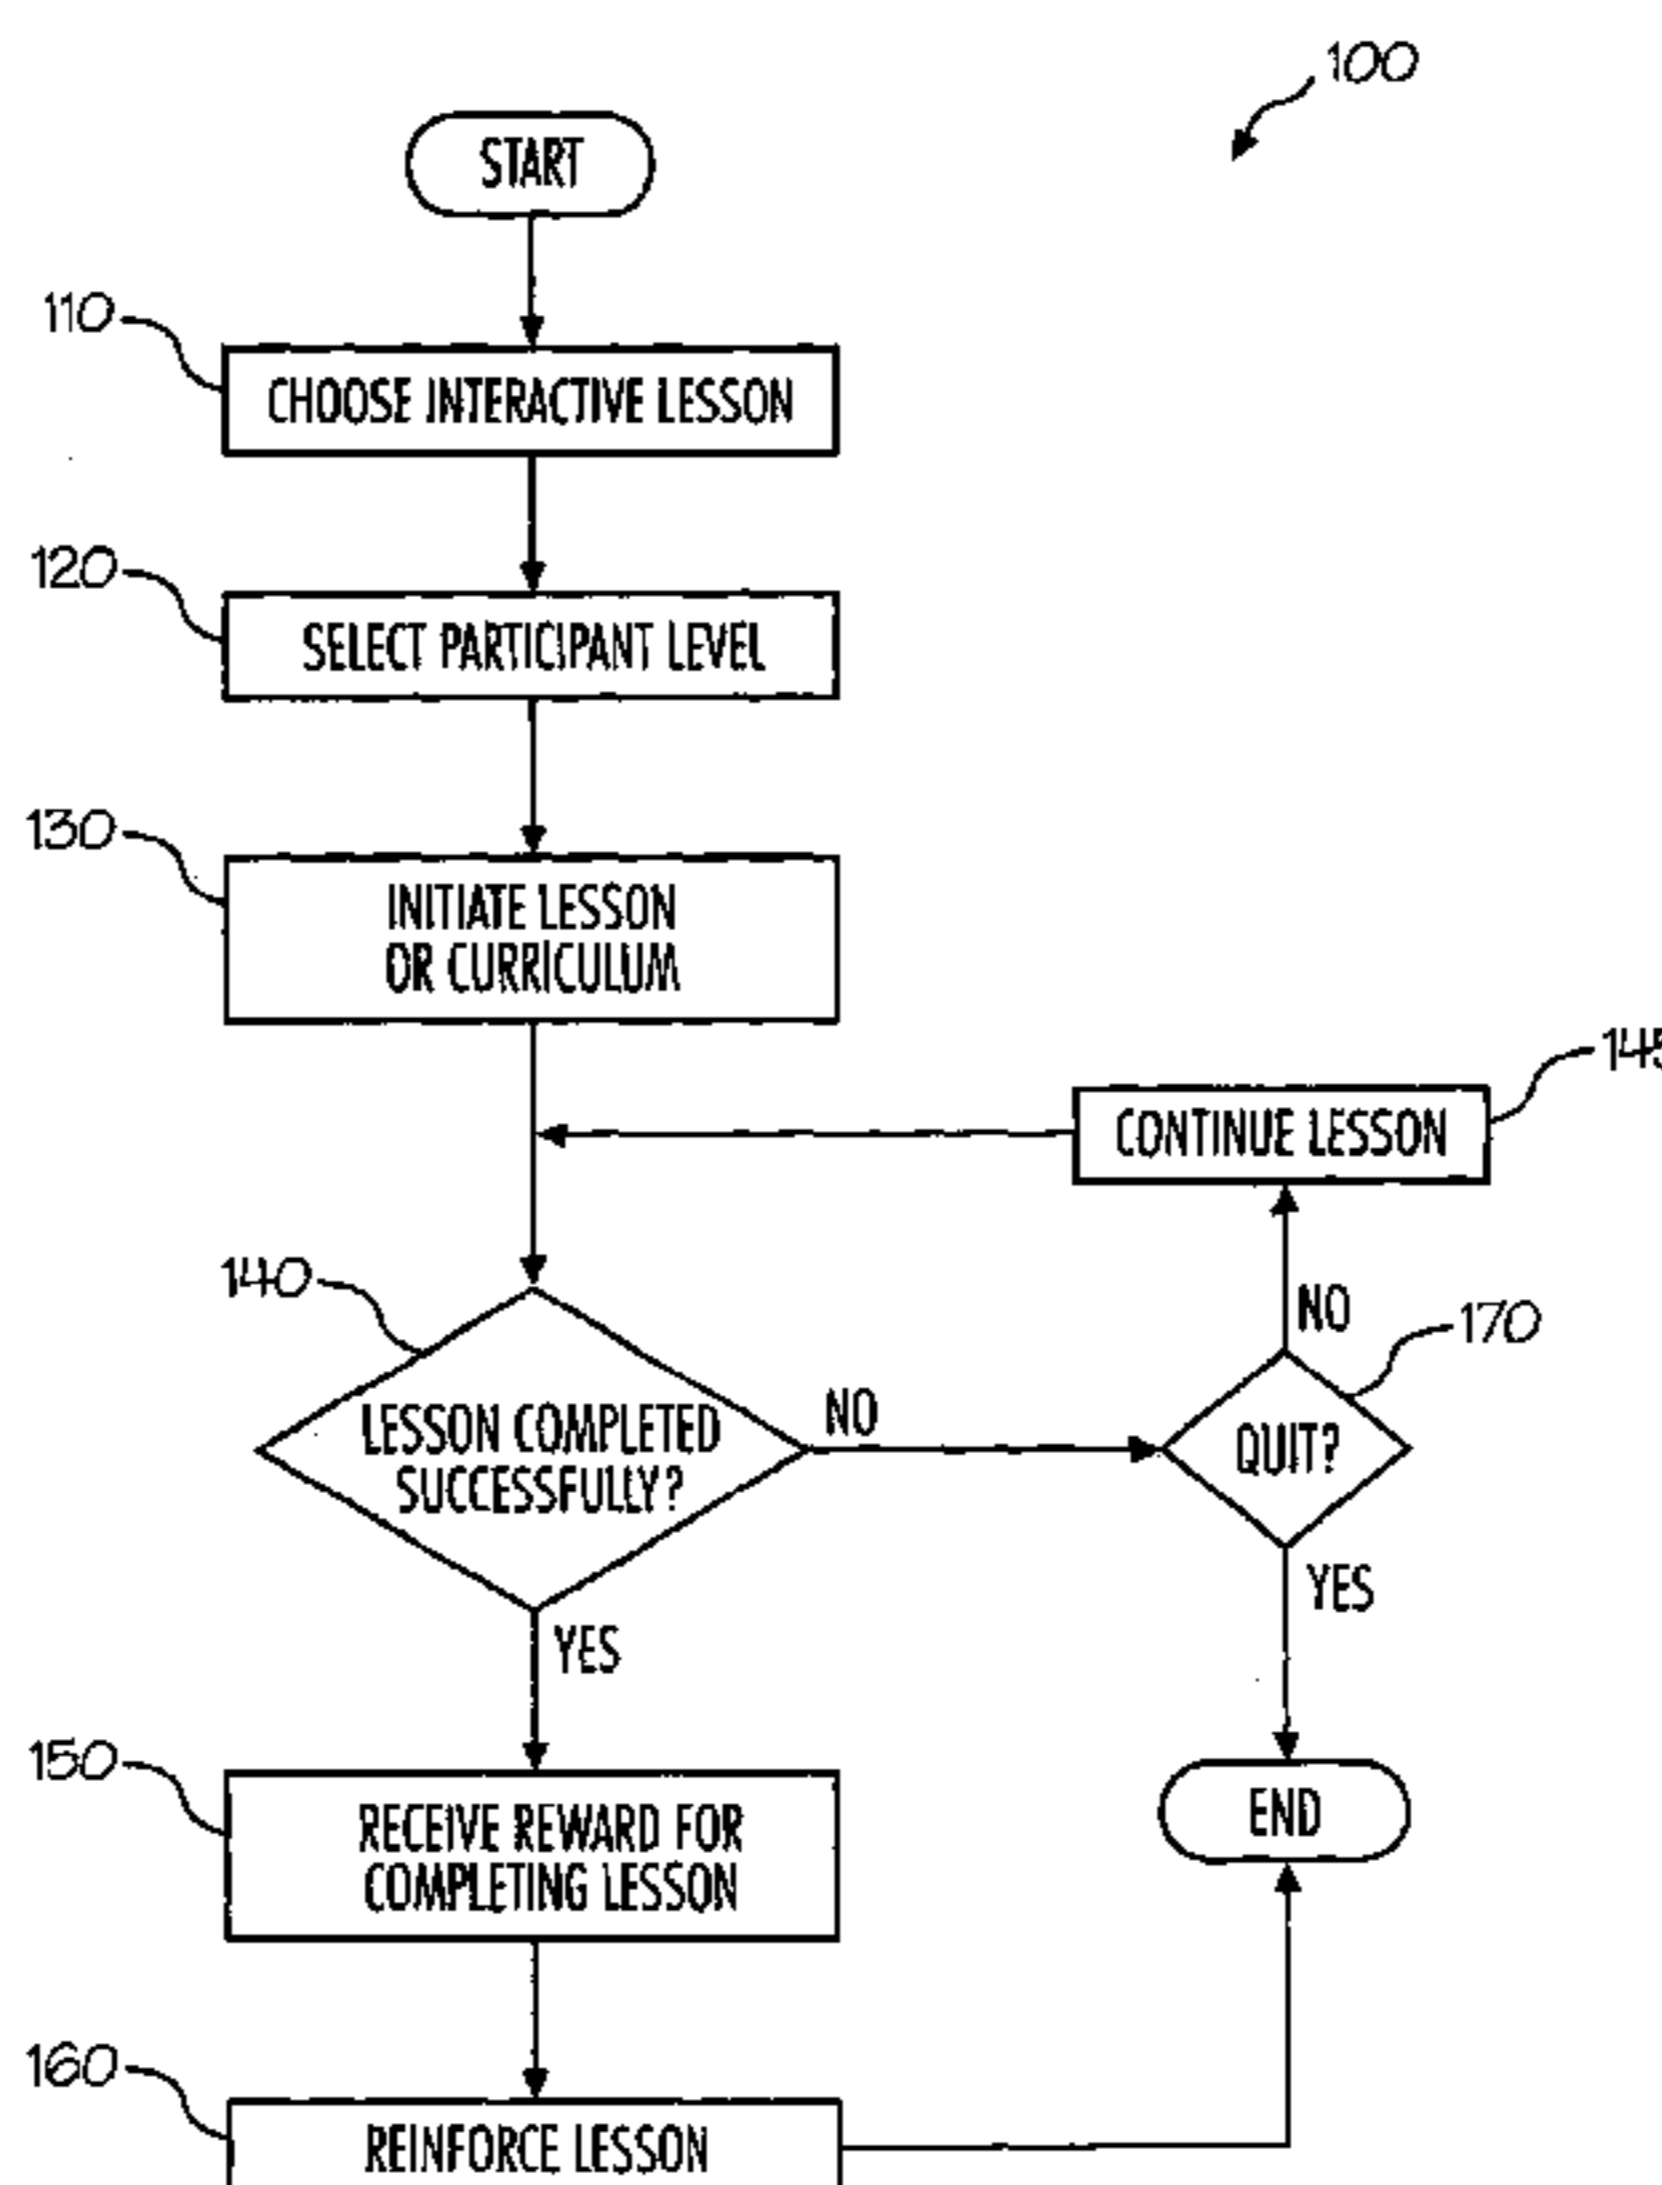 100
START
110
CHOOSE INTERACTIVE LESSON
120
SELECT PARTICIPANT LEVEL
130
INITIATE LESSON
OR CURRICULUM
145
CONTINUE LESSON
140
NO
170
LESSON COMPLETED
SUCCESSFULLY?
NO
QUIT?
YES
YES
150
RECEIVE REWARD FOR
COMPLETING LESSON
END
160
REINFORCE LESSON